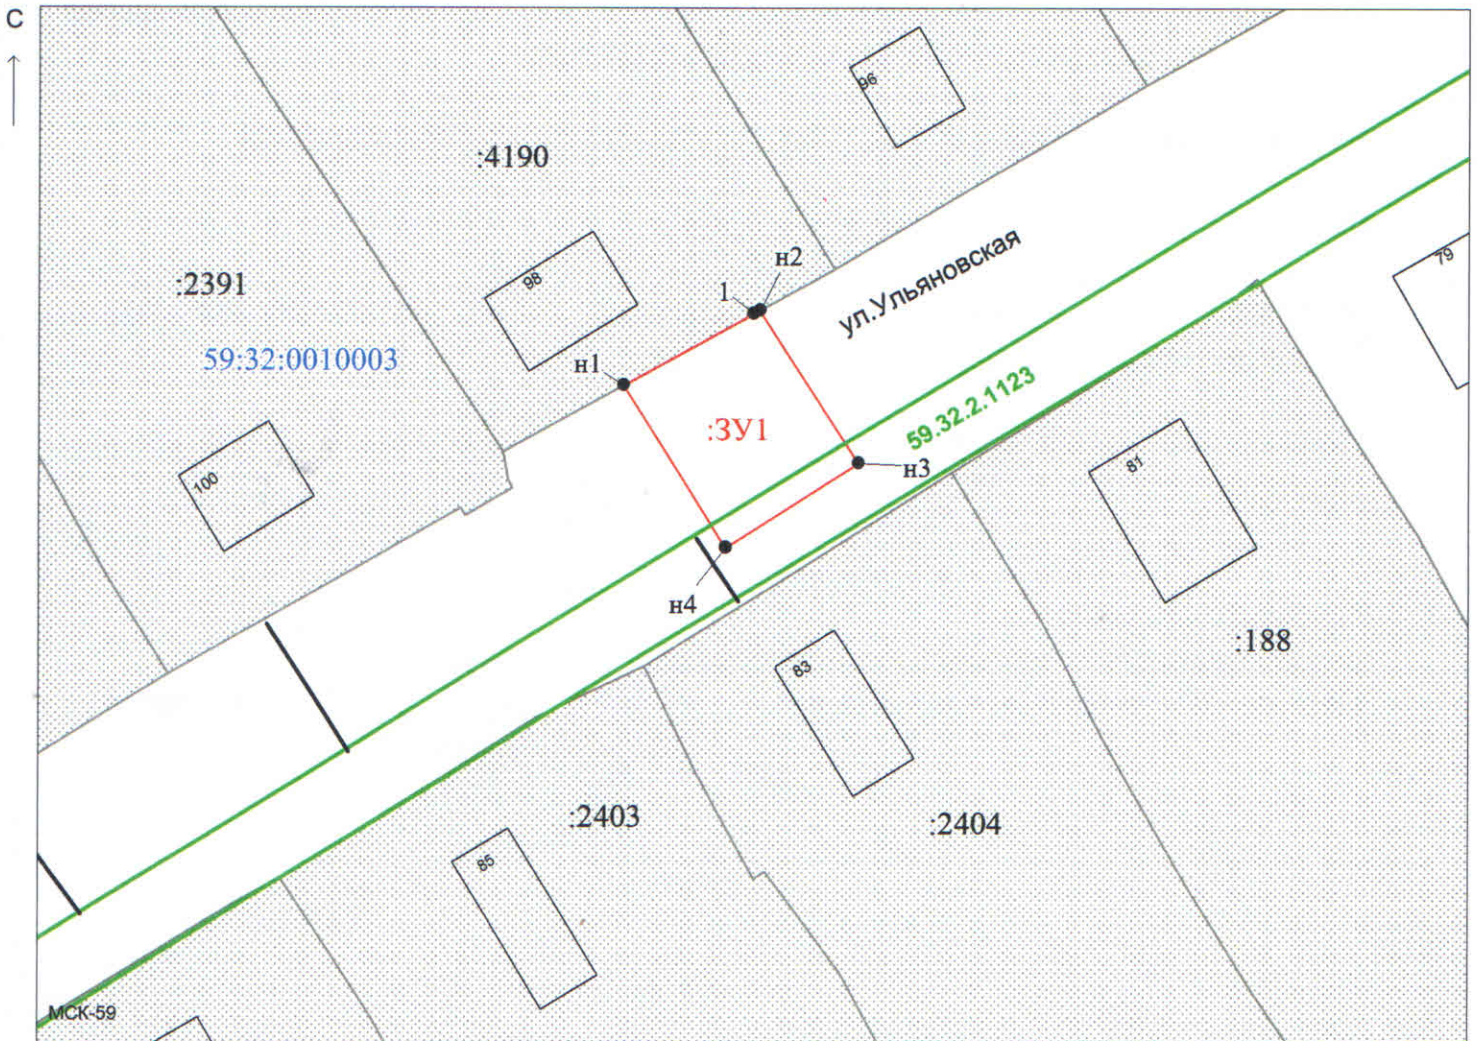 С
96
:4190
ул.Ульяновская
79
н2
98
:2391
1
59:32:0010003
н1
59.32.2.1123
:ЗУ1
81
100
н3
н4
:188
83
:2403
:2404
85
МСК-59